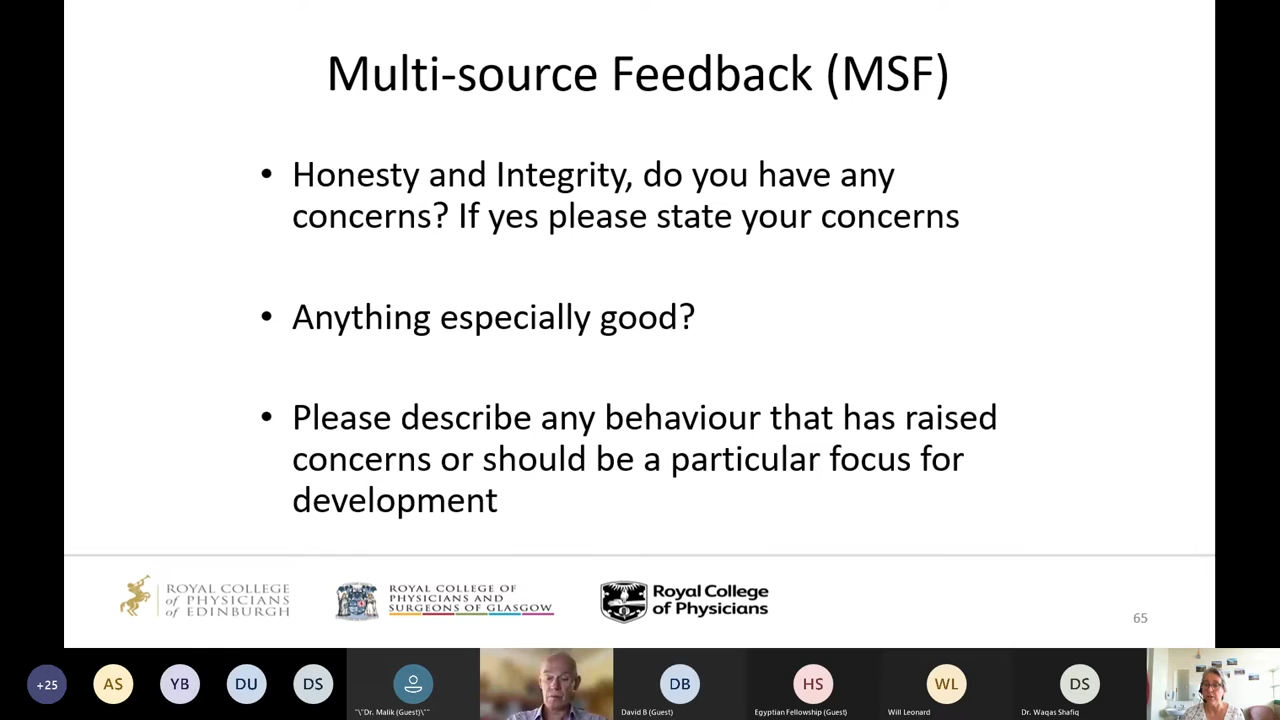 Multi-source Feedback (MSF)
• Honesty and Integrity, do you have any
concerns? If yes please state your concerns
• Anything especially good?
• Please describe any behaviour that has raised
concerns or should be a particular focus for
development
ROYAL COLLEGE
of PHYSICIANS
of EDINBURGH
ROYAL COLLEGE OF
PHYSICIANS AND
SURGEONS OF GLASGOW
Royal College
of Physicians
65
+25
AS
YB
DU
DS
DB
HS
WL
DS
"\"Dr. Malik (Guest)\""
David B (Guest)
Egyptian Fellowship (Guest)
Will Leonard
Dr. Waqas Shafiq